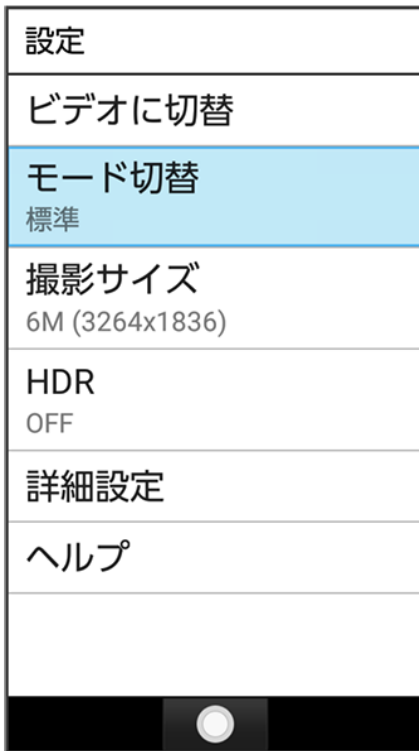 設定
ビデオに切替
モード切替
標準
撮影サイズ
6M (3264x1836)
HDR
OFF
詳細設定
ヘルプ